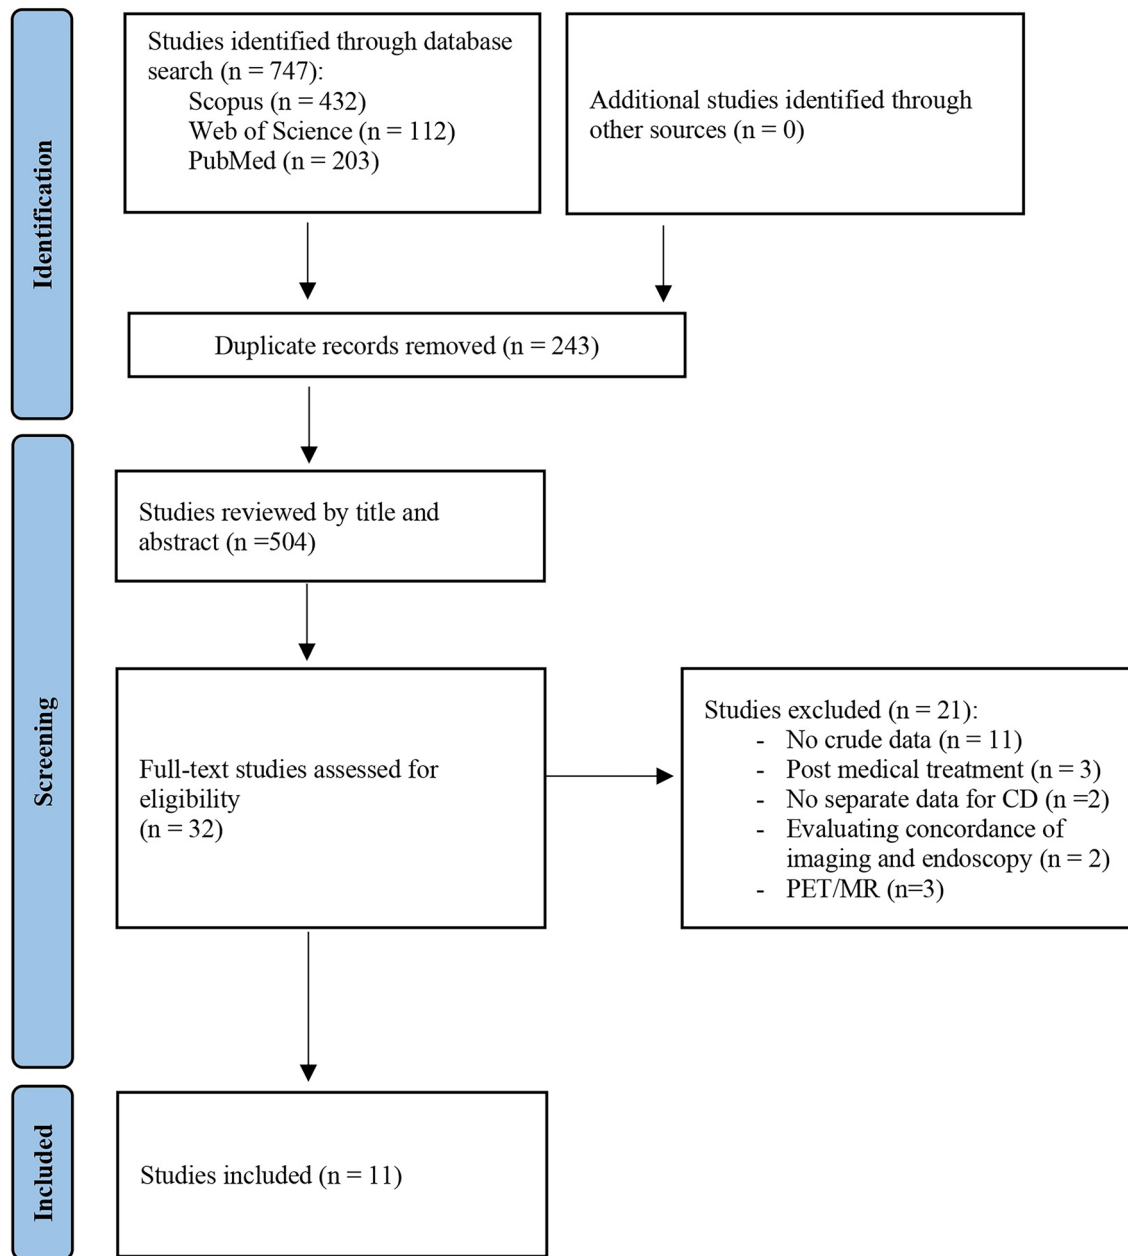 Identification
Studies identified through database
search (n = 747):
Scopus (n = 432)
Web of Science (n = 112)
PubMed (n = 203)
Additional studies identified through
other sources (n = 0)
Duplicate records removed (n = 243)
Screening
Studies reviewed by title and
abstract (n =504)
Full-text studies assessed for
eligibility
(n = 32)
Studies excluded (n = 21):
- No crude data (n = 11)
- Post medical treatment (n = 3)
- No separate data for CD (n =2)
- Evaluating concordance of
imaging and endoscopy (n = 2)
- PET/MR (n=3)
Included
Studies included (n = 11)